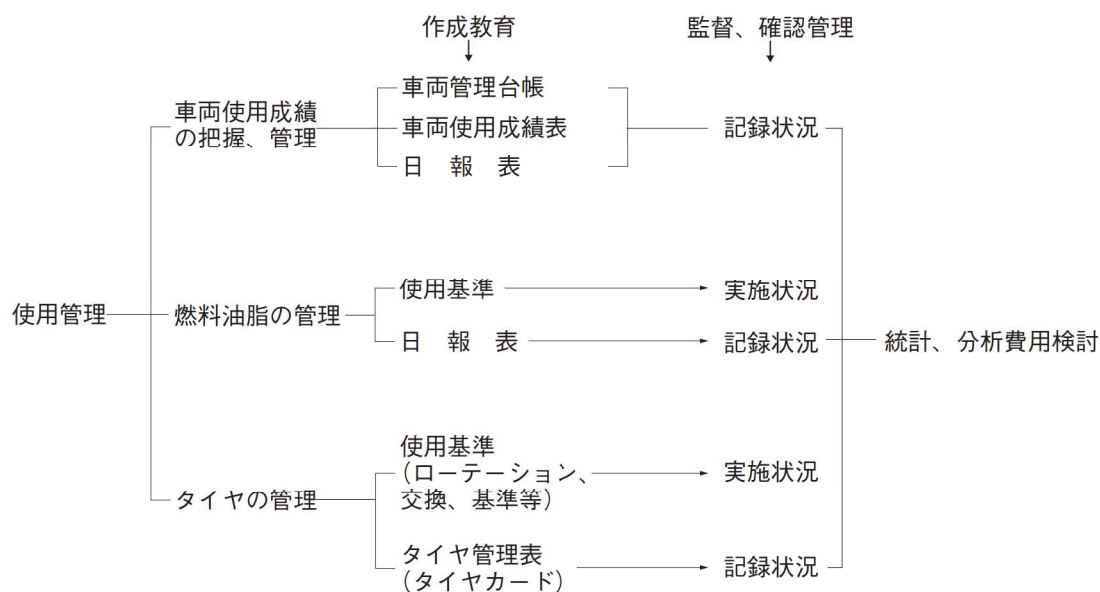 作成教育
監督、確認管理
車両使用成績
の把握、管理
車両管理台帳
車両使用成績表
日　報　表
記録状況
使用管理
燃料油脂の管理
使用基準
実施状況
日　報　表
記録状況
統計、分析費用検討
タイヤの管理
使用基準
（ローテーション、
交換、基準等）
実施状況
タイヤ管理表
（タイヤカード）
記録状況